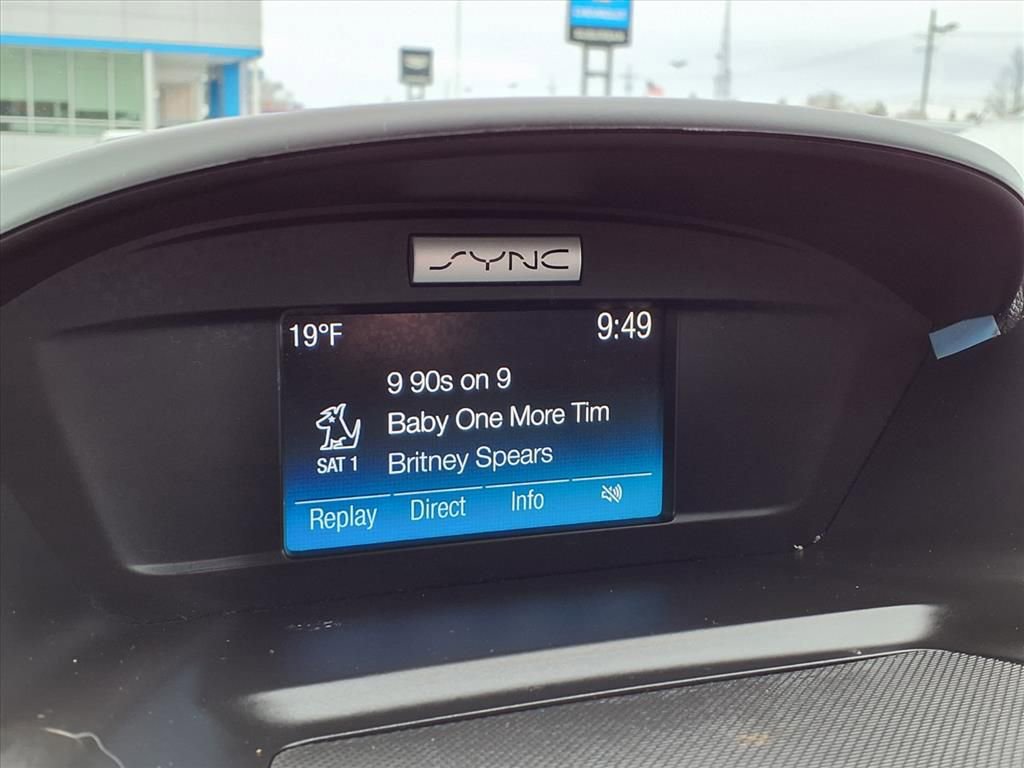 SYNC
19°F
9:49
9 90s on 9
Baby One More Tim
SAT 1
Britney Spears
Replay
Direct
Info